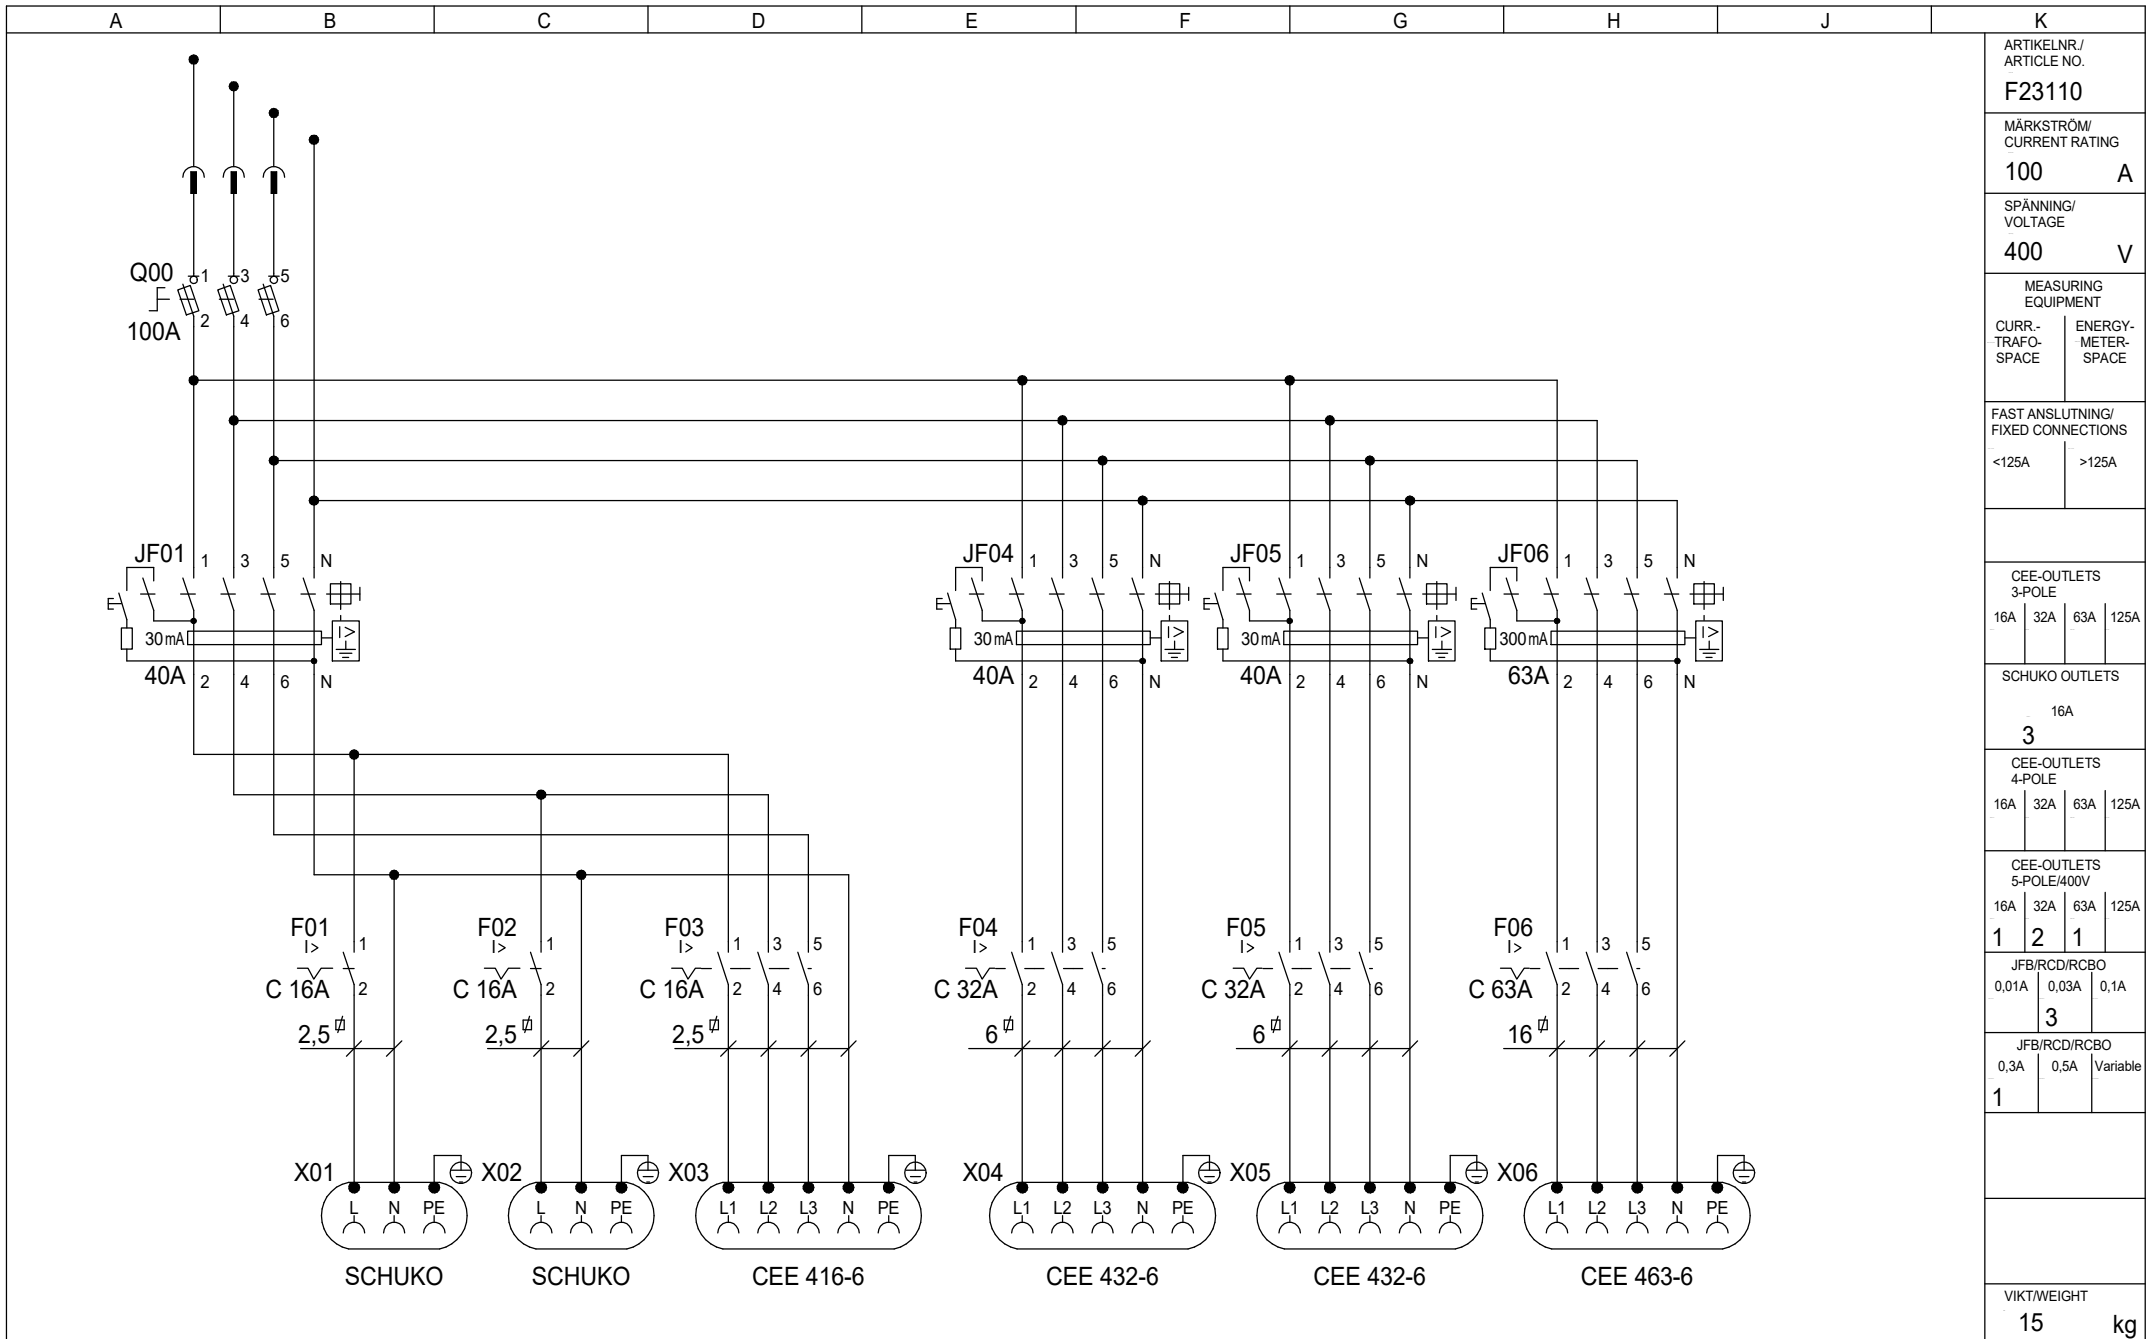 A B C D E F G H J K
ARTIKELNR./
ARTICLE NO.
F23110
MÄRKSTRÖM/
CURRENT RATING
100 A
SPÄNNING/
VOLTAGE
400 V
MEASURING
EQUIPMENT
CURR.- ENERGY-
TRAFO- METER-
SPACE SPACE
FAST ANSLUTNING/
FIXED CONNECTIONS
<125A >125A
CEE-OUTLETS
3-POLE
16A 32A 63A 125A
SCHUKO OUTLETS
16A
3
CEE-OUTLETS
4-POLE
16A 32A 63A 125A
CEE-OUTLETS
5-POLE/400V
16A 32A 63A 125A
1 2 1
JFB/RCD/RCBO
0,01A 0,03A 0,1A
3
JFB/RCD/RCBO
0,3A 0,5A Variable
1
VIKT/WEIGHT
15 kg
Q00 1 3 5
100A 2 4 6
JF01 1 3 5 N
30 mA I>
40A 2 4 6 N
JF04 1 3 5 N
30 mA I>
40A 2 4 6 N
JF05 1 3 5 N
30 mA I>
40A 2 4 6 N
JF06 1 3 5 N
300 mA I>
63A 2 4 6 N
F01 1
I>
C 16A 2
2,5
F02 1
I>
C 16A 2
2,5
F03 1 3 5
I>
C 16A 2 4 6
2,5
F04 1 3 5
I>
C 32A 2 4 6
6
F05 1 3 5
I>
C 32A 2 4 6
6
F06 1 3 5
I>
C 63A 2 4 6
16
X01
L N PE
SCHUKO
X02
L N PE
SCHUKO
X03
L1 L2 L3 N PE
CEE 416-6
X04
L1 L2 L3 N PE
CEE 432-6
X05
L1 L2 L3 N PE
CEE 432-6
X06
L1 L2 L3 N PE
CEE 463-6